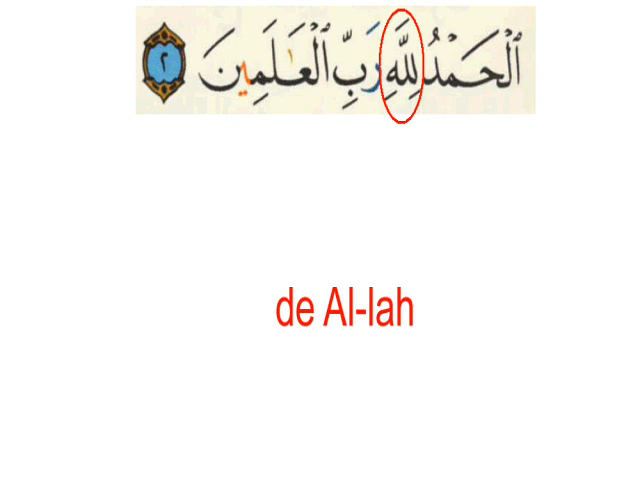 ٱلْحَمْدُ لِلَّهِ رَبِّ ٱلْعَٰلَمِينَ ٢
de Al-lah